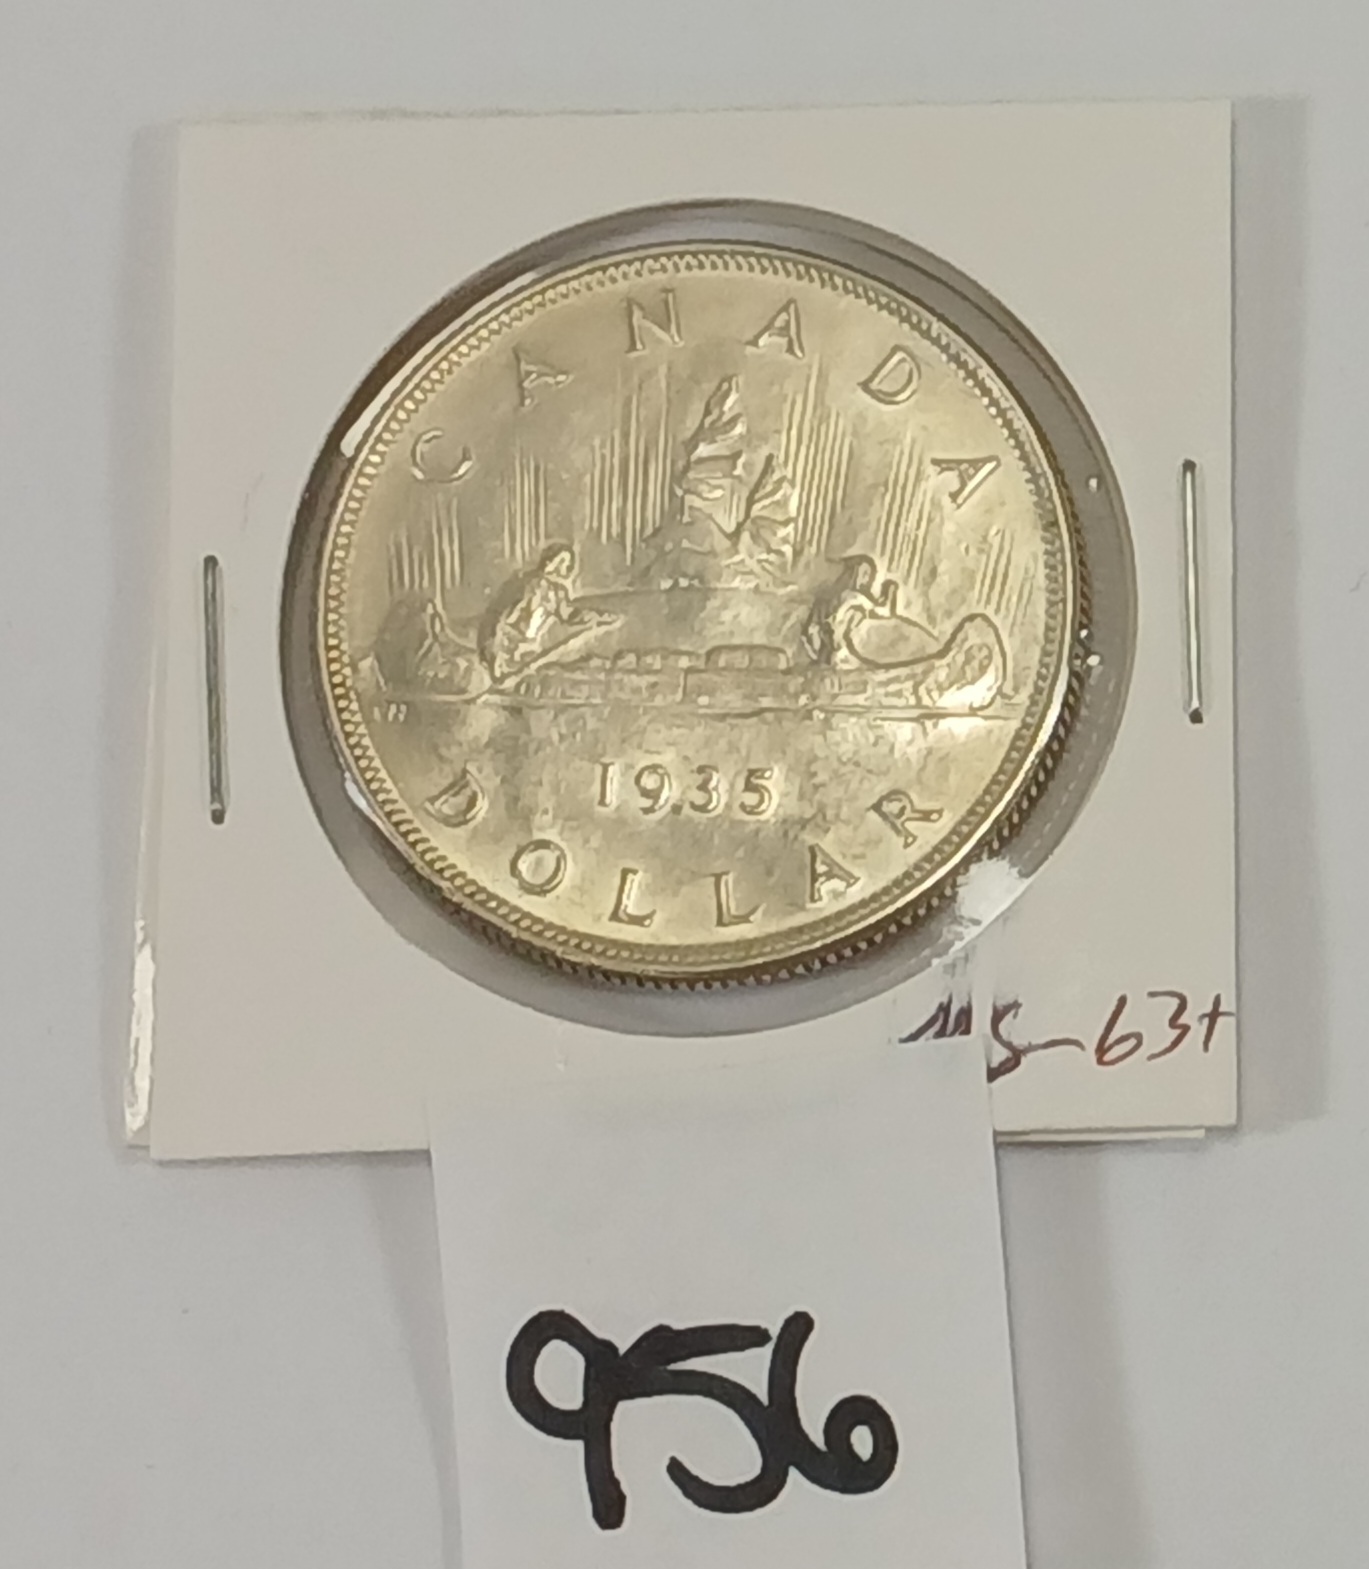 CANADA
1935
DOLLAR
MS-63+
956